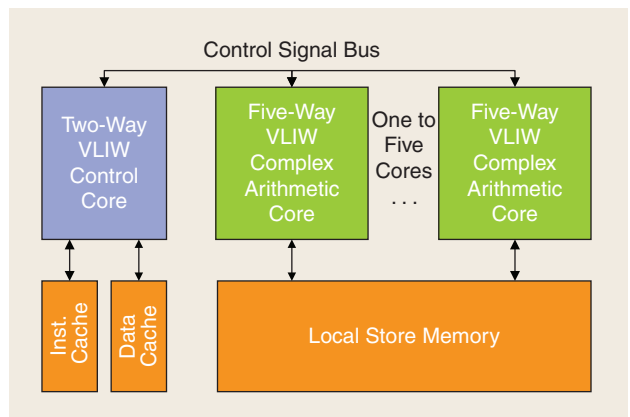 Control Signal Bus
Two-Way
VLIW
Control
Core
Five-Way
VLIW
Complex
Arithmetic
Core
One to
Five
Cores
. . .
Five-Way
VLIW
Complex
Arithmetic
Core
Inst.
Cache
Data
Cache
Local Store Memory